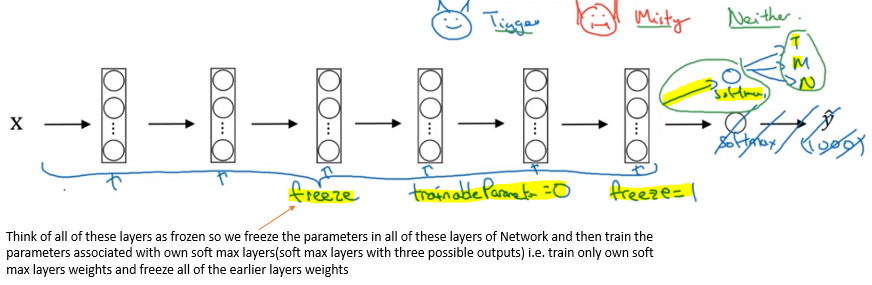 Tigger Misty Neither.
T
M
N
softmax
X ŷ
softmax (1000)
freeze trainableParameter=0 freeze=1
Think of all of these layers as frozen so we freeze the parameters in all of these layers of Network and then train the
parameters associated with own soft max layers(soft max layers with three possible outputs) i.e. train only own soft
max layers weights and freeze all of the earlier layers weights